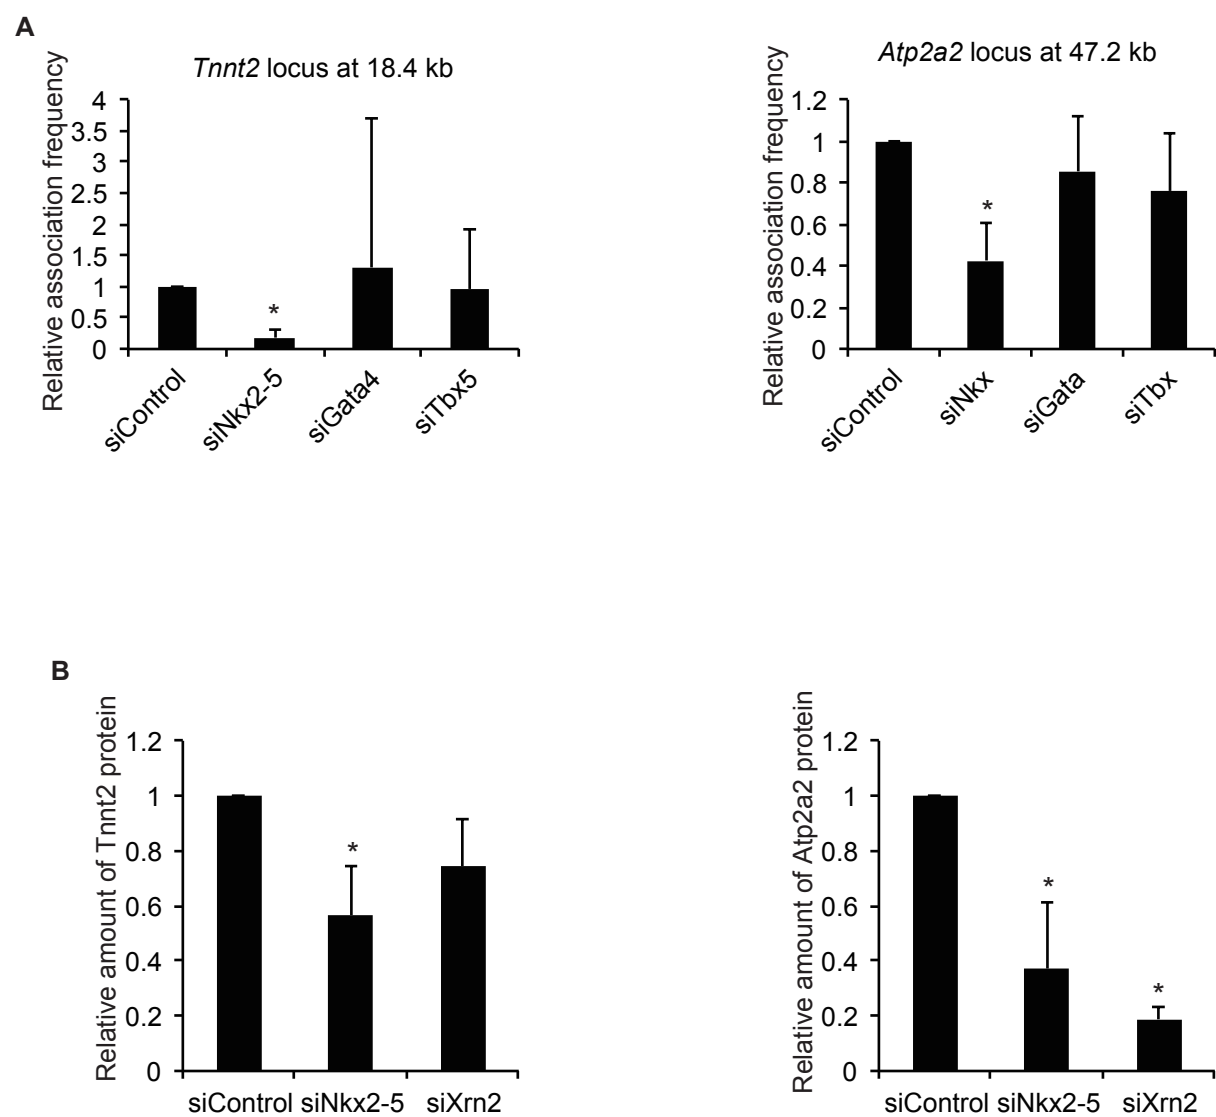 A
Tnnt2 locus at 18.4 kb
Relative association frequency
4
3.5
3
2.5
2
1.5
1
0.5
0
*
siControl
siNkx2-5
siGata4
siTbx5
Atp2a2 locus at 47.2 kb
Relative association frequency
1.2
1
0.8
0.6
0.4
0.2
0
*
siControl
siNkx
siGata
siTbx
B
Relative amount of Tnnt2 protein
1.2
1
0.8
0.6
0.4
0.2
0
*
siControl siNkx2-5 siXrn2
Relative amount of Atp2a2 protein
1.2
1
0.8
0.6
0.4
0.2
0
*
*
siControl siNkx2-5 siXrn2